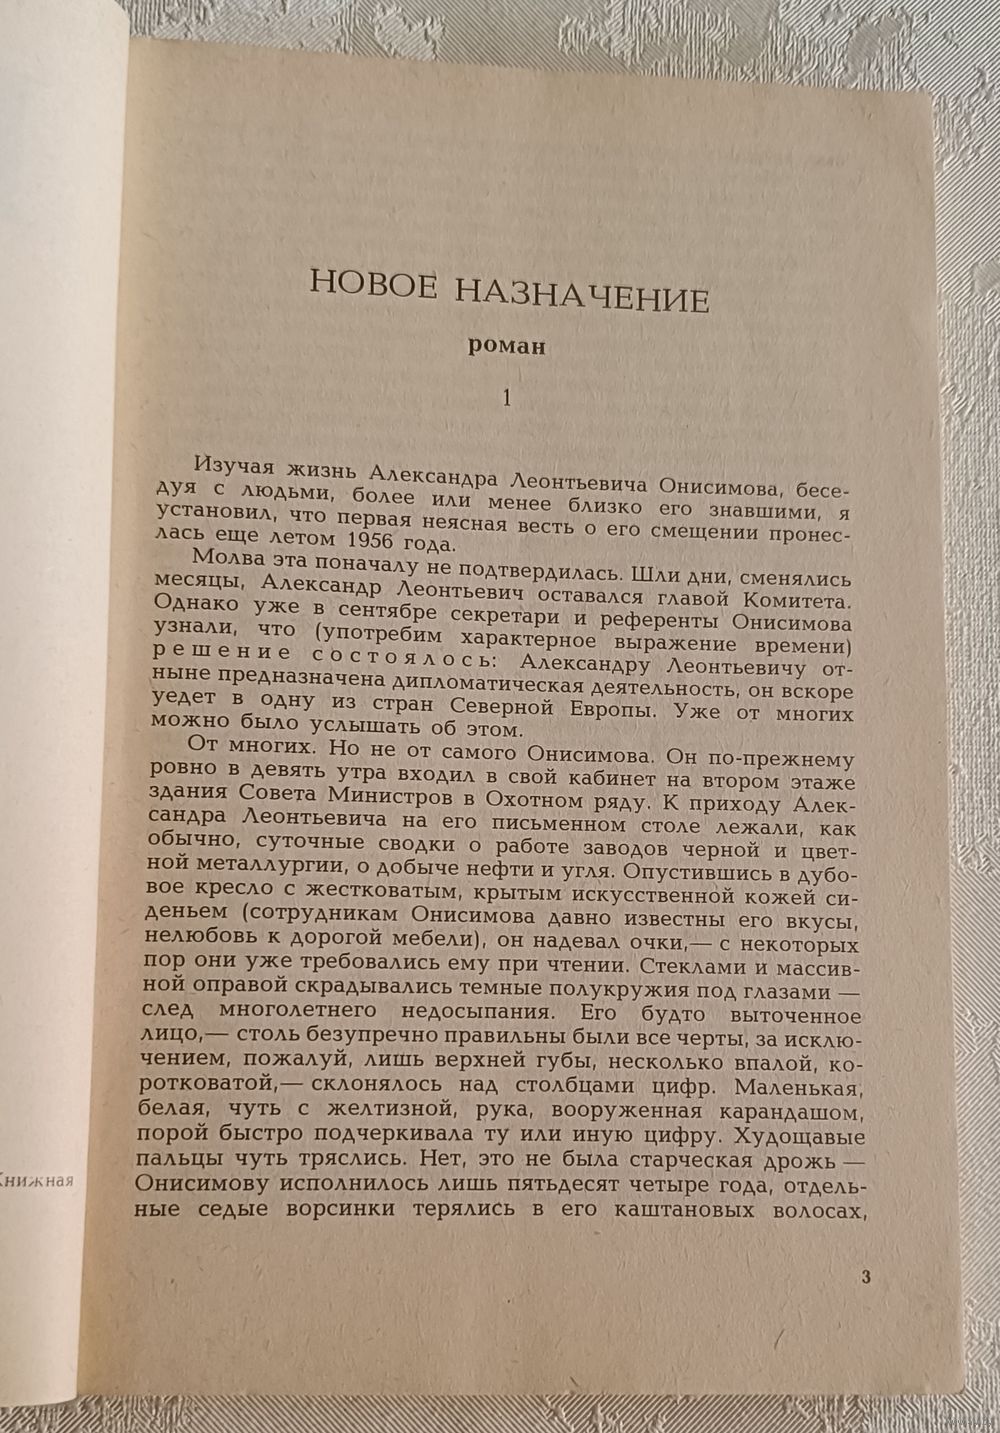 НОВОЕ НАЗНАЧЕНИЕ
роман
1
Изучая жизнь Александра Леонтьевича Онисимова, бесе-
дуя с людьми, более или менее близко его знавшими, я
установил, что первая неясная весть о его смещении пронес-
лась еще летом 1956 года.
Молва эта поначалу не подтвердилась. Шли дни, сменялись
месяцы, Александр Леонтьевич оставался главой Комитета.
Однако уже в сентябре секретари и референты Онисимова
узнали, что (употребим характерное выражение времени)
решение состоялось: Александру Леонтьевичу от-
ныне предназначена дипломатическая деятельность, он вскоре
уедет в одну из стран Северной Европы. Уже от многих
можно было услышать об этом.
От многих. Но не от самого Онисимова. Он по-прежнему
ровно в девять утра входил в свой кабинет на втором этаже
здания Совета Министров в Охотном ряду. К приходу Алек-
сандра Леонтьевича на его письменном столе лежали, как
обычно, суточные сводки о работе заводов черной и цвет-
ной металлургии, о добыче нефти и угля. Опустившись в дубо-
вое кресло с жестковатым, крытым искусственной кожей си-
деньем (сотрудникам Онисимова давно известны его вкусы,
нелюбовь к дорогой мебели), он надевал очки,— с некоторых
пор они уже требовались ему при чтении. Стеклами и массив-
ной оправой скрадывались темные полукружия под глазами —
след многолетнего недосыпания. Его будто выточенное
лицо,— столь безупречно правильны были все черты, за исклю-
чением, пожалуй, лишь верхней губы, несколько впалой, ко-
ротковатой,— склонялось над столбцами цифр. Маленькая,
белая, чуть с желтизной, рука, вооруженная карандашом,
порой быстро подчеркивала ту или иную цифру. Худощавые
пальцы чуть тряслись. Нет, это не была старческая дрожь —
Онисимову исполнилось лишь пятьдесят четыре года, отдель-
ные седые ворсинки терялись в его каштановых волосах,
3
Книжная